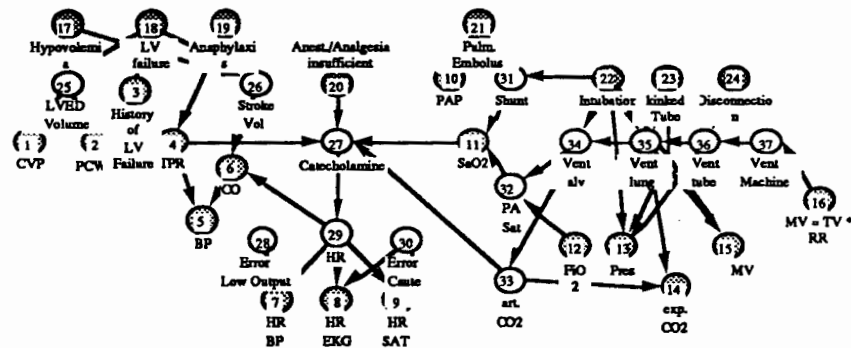 17 18 19 21
Hypovolemi LV Anaphylaxi Anest./Analgesia Pulm.
a failure s insufficient Embolus
25 3 26 20 10 31 22 23 24
LVED History of Stroke PAP Shunt Intubation kinked Tube Disconnectio
Volume LV Vol n
1 2 Failure 4 6 27 11 34 35 36 37
CVP PCW TPR CO Catecholamine SaO2 Vent Vent Vent Vent
alv lung tube Machine
32
PA
Sat
16
MV = TV *
RR
5 28 29 30 12 13 15
BP Error HR Error FiO Pres MV
Low Output Caute 2
33 14
art. exp.
CO2 CO2
7 8 9
HR HR HR
BP EKG SAT